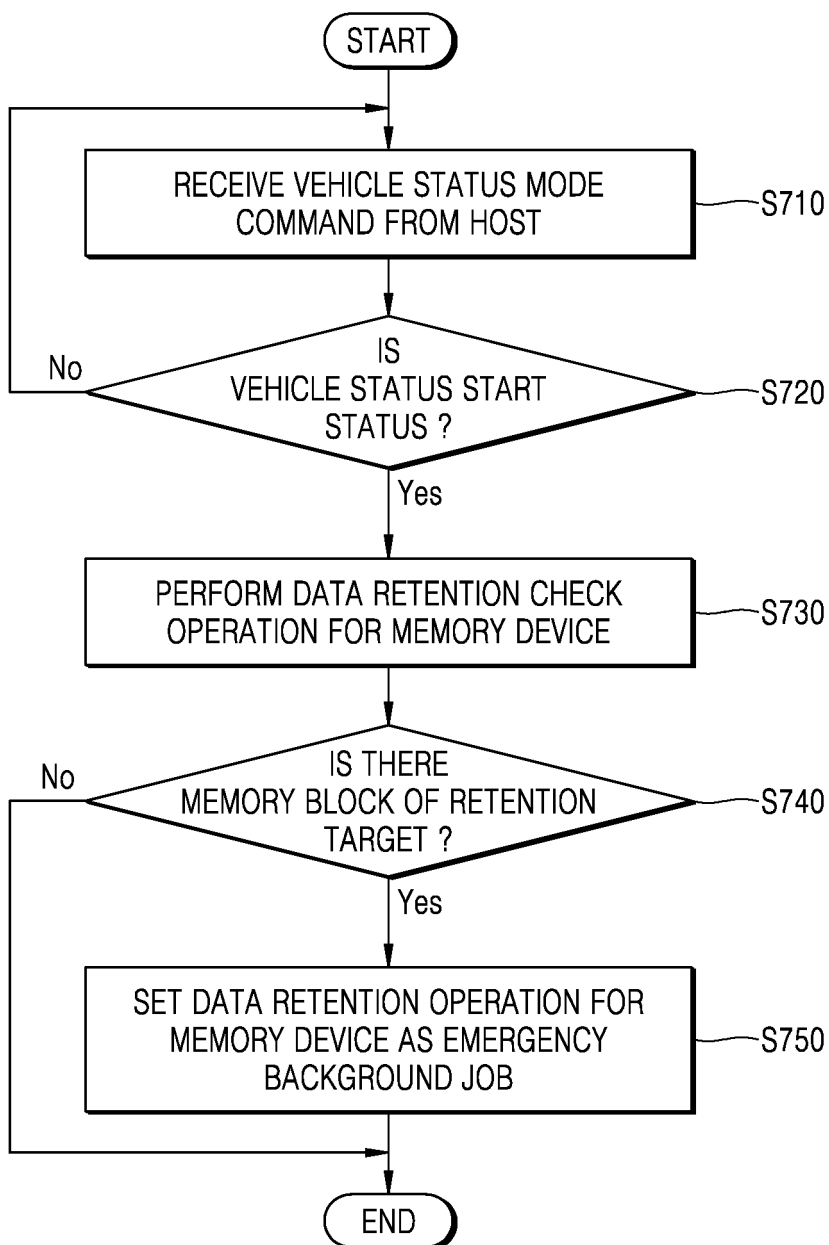 START
RECEIVE VEHICLE STATUS MODE
COMMAND FROM HOST
S710
IS
VEHICLE STATUS START
STATUS ?
S720
No
Yes
PERFORM DATA RETENTION CHECK
OPERATION FOR MEMORY DEVICE
S730
IS THERE
MEMORY BLOCK OF RETENTION
TARGET ?
S740
No
Yes
SET DATA RETENTION OPERATION FOR
MEMORY DEVICE AS EMERGENCY
BACKGROUND JOB
S750
END